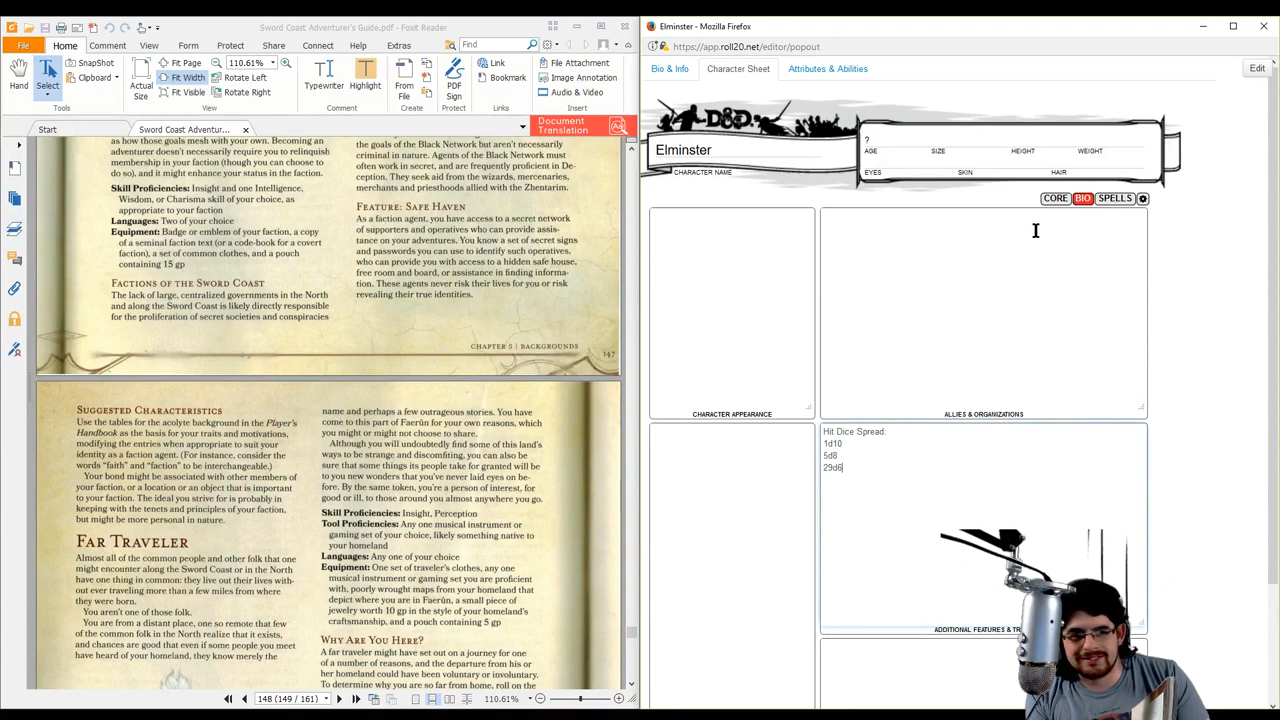 Sword Coast Adventurer's Guide.pdf - Foxit Reader
File Home Comment View Form Protect Share Connect Help Extras Find
Hand
Select
SnapShot
Clipboard
Tools
Actual Size
Fit Page
Fit Width
Fit Visible
110.61%
Rotate Left
Rotate Right
View
Typewriter
Highlight
Comment
From File
Create
PDF Sign
Protect
Link
Bookmark
Links
File Attachment
Image Annotation
Audio & Video
Insert
Start
Sword Coast Adventur...
Document Translation
as how those goals mesh with your own. Becoming an
adventurer doesn't necessarily require you to relinquish
membership in your faction (though you can choose to
do so), and it might enhance your status in the faction.
Skill Proficiencies: Insight and one Intelligence,
Wisdom, or Charisma skill of your choice, as
appropriate to your faction
Languages: Two of your choice
Equipment: Badge or emblem of your faction, a copy
of a seminal faction text (or a code-book for a covert
faction), a set of common clothes, and a pouch
containing 15 gp
Factions of the Sword Coast
The lack of large, centralized governments in the North
and along the Sword Coast is likely directly responsible
for the proliferation of secret societies and conspiracies
the goals of the Black Network but aren't necessarily
criminal in nature. Agents of the Black Network must
often work in secret, and are frequently proficient in De-
ception. They seek aid from the wizards, mercenaries,
merchants and priesthoods allied with the Zhentarim.
Feature: Safe Haven
As a faction agent, you have access to a secret network
of supporters and operatives who can provide assis-
tance on your adventures. You know a set of secret signs
and passwords you can use to identify such operatives,
who can provide you with access to a hidden safe house,
free room and board, or assistance in finding informa-
tion. These agents never risk their lives for you or risk
revealing their true identities.
CHAPTER 5 | BACKGROUNDS
147
Suggested Characteristics
Use the tables for the acolyte background in the Player's
Handbook as the basis for your traits and motivations,
modifying the entries when appropriate to suit your
identity as a faction agent. (For instance, consider the
words "faith" and "faction" to be interchangeable.)
Your bond might be associated with other members of
your faction, or a location or an object that is important
to your faction. The ideal you strive for is probably in
keeping with the tenets and principles of your faction,
but might be more personal in nature.
Far Traveler
Almost all of the common people and other folk that one
might encounter along the Sword Coast or in the North
have one thing in common: they live out their lives with-
out ever traveling more than a few miles from where
they were born.
You aren't one of those folk.
You are from a distant place, one so remote that few
of the common folk in the North realize that it exists,
and chances are good that even if some people you meet
have heard of your homeland, they know merely the
name and perhaps a few outrageous stories. You have
come to this part of Faerûn for your own reasons, which
you might or might not choose to share.
Although you will undoubtedly find some of this land's
ways to be strange and discomfiting, you can also be
sure that some things its people take for granted will be
to you new wonders that you've never laid eyes on be-
fore. By the same token, you're a person of interest, for
good or ill, to those around you almost anywhere you go.
Skill Proficiencies: Insight, Perception
Tool Proficiencies: Any one musical instrument or
gaming set of your choice, likely something native to
your homeland
Languages: Any one of your choice
Equipment: One set of traveler's clothes, any one
musical instrument or gaming set you are proficient
with, poorly wrought maps from your homeland that
depict where you are in Faerûn, a small piece of
jewelry worth 10 gp in the style of your homeland's
craftsmanship, and a pouch containing 5 gp
Why Are You Here?
A far traveler might have set out on a journey for one
of a number of reasons, and the departure from his or
her homeland could have been voluntary or involuntary.
To determine why you are so far from home, roll on the
148 (149 / 161)
110.61%
Elminster - Mozilla Firefox
https://app.roll20.net/editor/popout
Bio & Info Character Sheet Attributes & Abilities
Edit
D&D
Elminster
CHARACTER NAME
?
AGE SIZE HEIGHT WEIGHT
EYES SKIN HAIR
CORE BIO SPELLS
CHARACTER APPEARANCE
ALLIES & ORGANIZATIONS
Hit Dice Spread:
1d10
5d8
29d6
ADDITIONAL FEATURES & TR